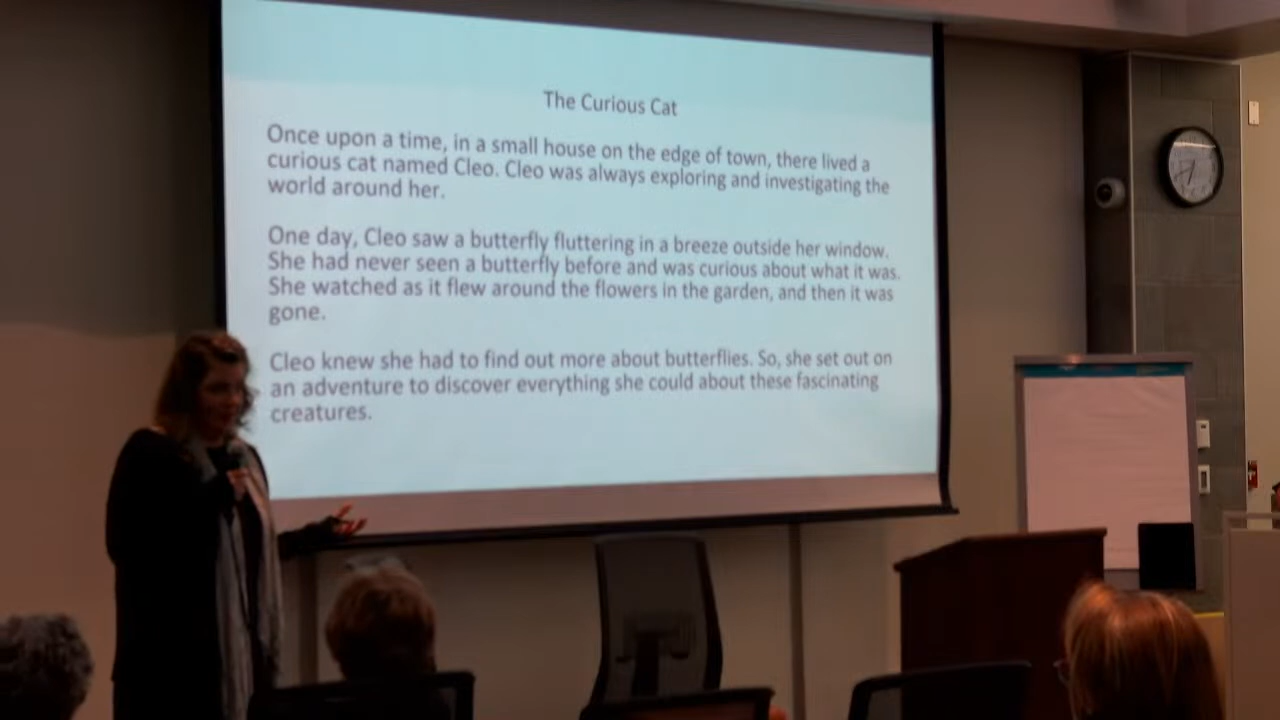 The Curious Cat
Once upon a time, in a small house on the edge of town, there lived a
curious cat named Cleo. Cleo was always exploring and investigating the
world around her.
One day, Cleo saw a butterfly fluttering in a breeze outside her window.
She had never seen a butterfly before and was curious about what it was.
She watched as it flew around the flowers in the garden, and then it was
gone.
Cleo knew she had to find out more about butterflies. So, she set out on
an adventure to discover everything she could about these fascinating
creatures.